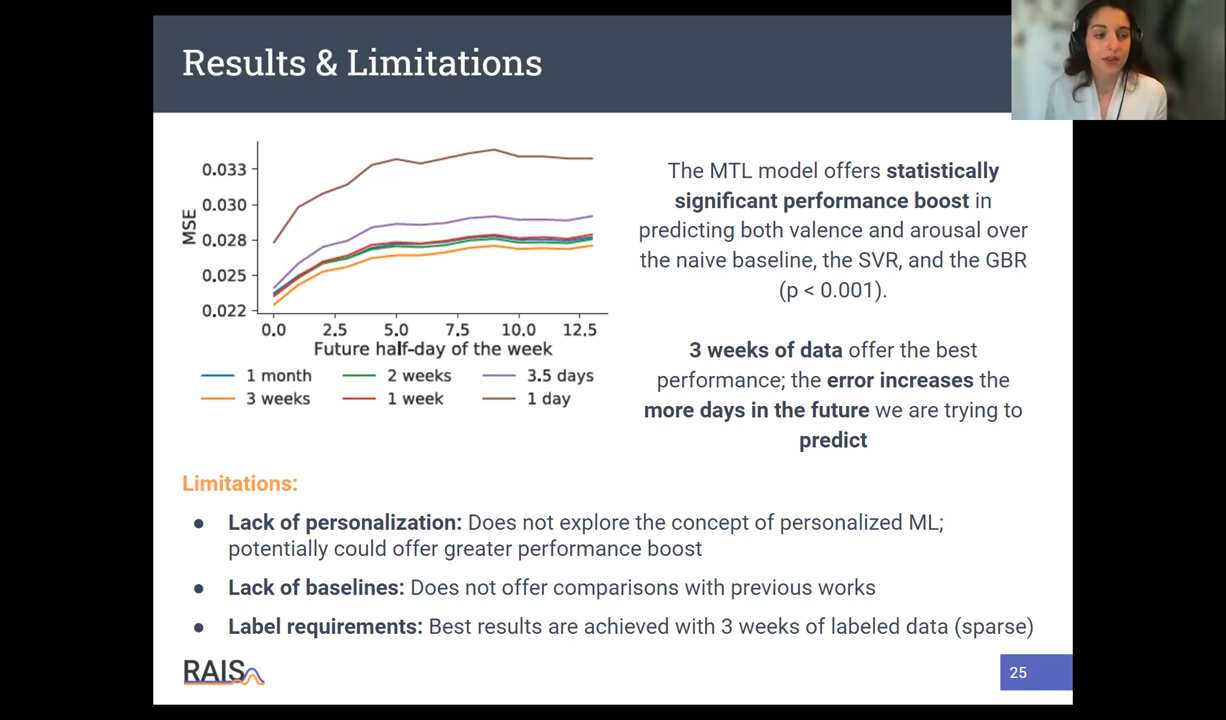 Results & Limitations
0.033
0.030
0.028
0.025
0.022
MSE
0.0 2.5 5.0 7.5 10.0 12.5
Future half-day of the week
1 month 2 weeks 3.5 days
3 weeks 1 week 1 day
The MTL model offers statistically
significant performance boost in
predicting both valence and arousal over
the naive baseline, the SVR, and the GBR
(p < 0.001).
3 weeks of data offer the best
performance; the error increases the
more days in the future we are trying to
predict
Limitations:
● Lack of personalization: Does not explore the concept of personalized ML;
potentially could offer greater performance boost
● Lack of baselines: Does not offer comparisons with previous works
● Label requirements: Best results are achieved with 3 weeks of labeled data (sparse)
RAIS
25